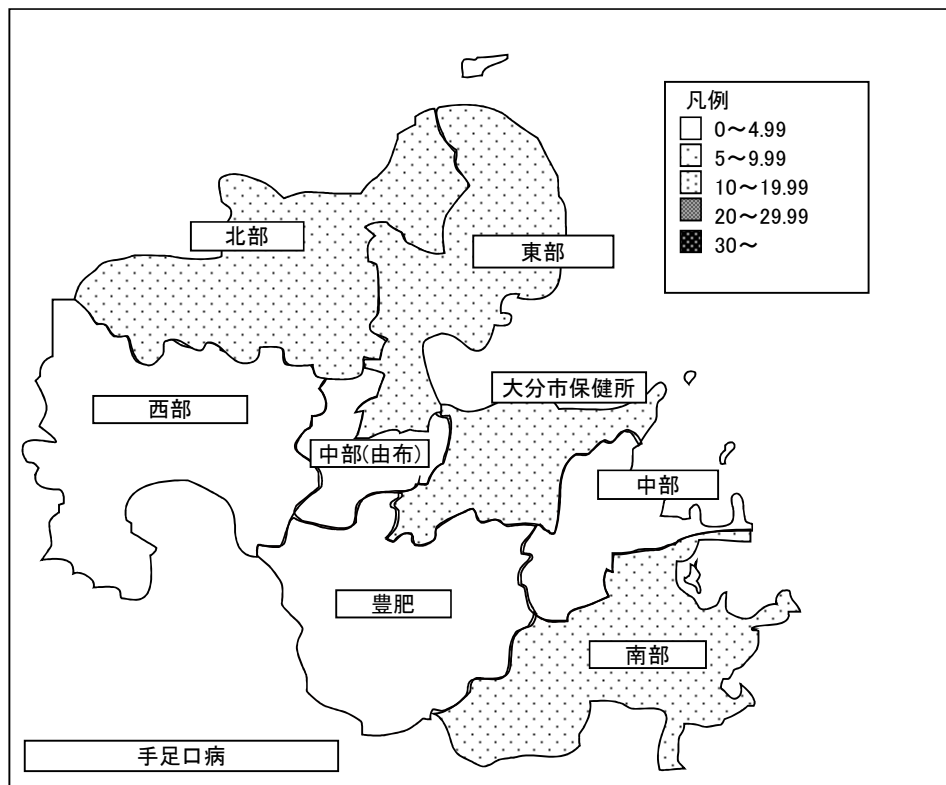 凡例
0～4.99
5～9.99
10～19.99
20～29.99
30～
北部
東部
西部
大分市保健所
中部(由布)
中部
豊肥
南部
手足口病